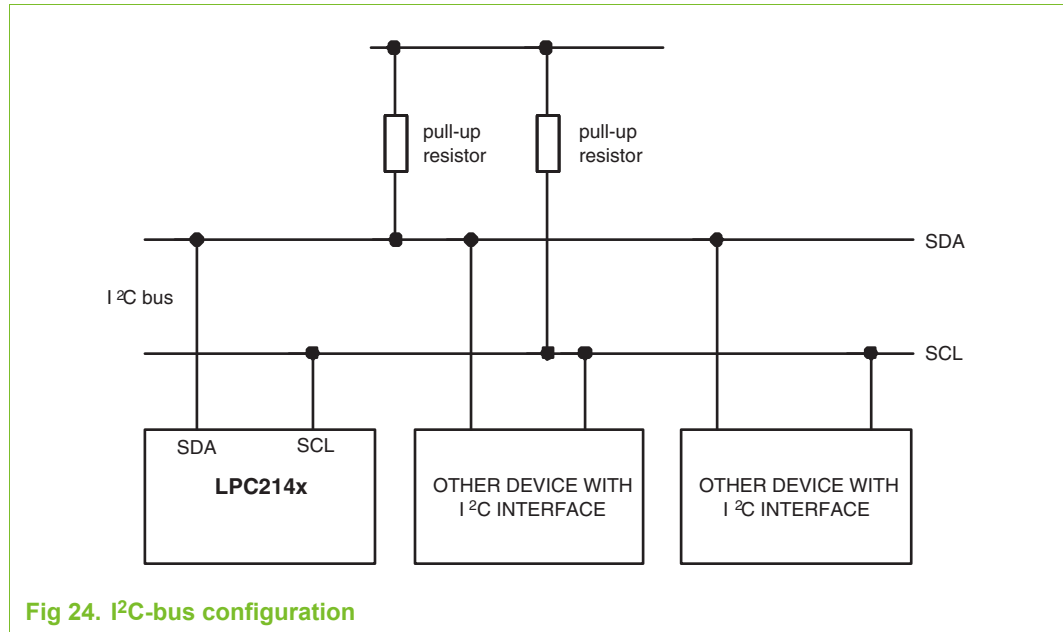 pull-up
resistor
pull-up
resistor
SDA
I ²C bus
SCL
SDA
SCL
LPC214x
OTHER DEVICE WITH
I ²C INTERFACE
OTHER DEVICE WITH
I ²C INTERFACE
Fig 24. I²C-bus configuration